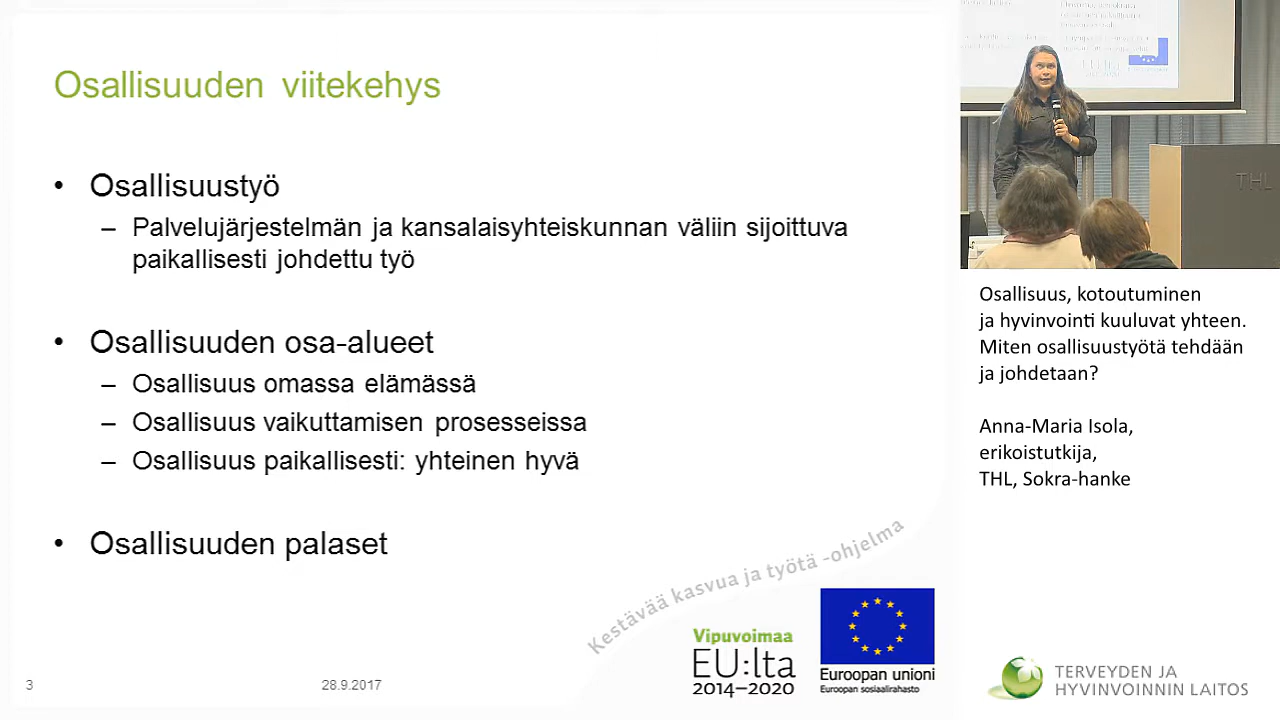 Osallisuuden viitekehys
• Osallisuustyö
– Palvelujärjestelmän ja kansalaisyhteiskunnan väliin sijoittuva
paikallisesti johdettu työ
• Osallisuuden osa-alueet
– Osallisuus omassa elämässä
– Osallisuus vaikuttamisen prosesseissa
– Osallisuus paikallisesti: yhteinen hyvä
• Osallisuuden palaset
Kestävää kasvua ja työtä -ohjelma
Vipuvoimaa
EU:lta
2014–2020
Euroopan unioni
Euroopan sosiaalirahasto
3
28.9.2017
THL
Osallisuus, kotoutuminen
ja hyvinvointi kuuluvat yhteen.
Miten osallisuustyötä tehdään
ja johdetaan?
Anna-Maria Isola,
erikoistutkija,
THL, Sokra-hanke
TERVEYDEN JA
HYVINVOINNIN LAITOS